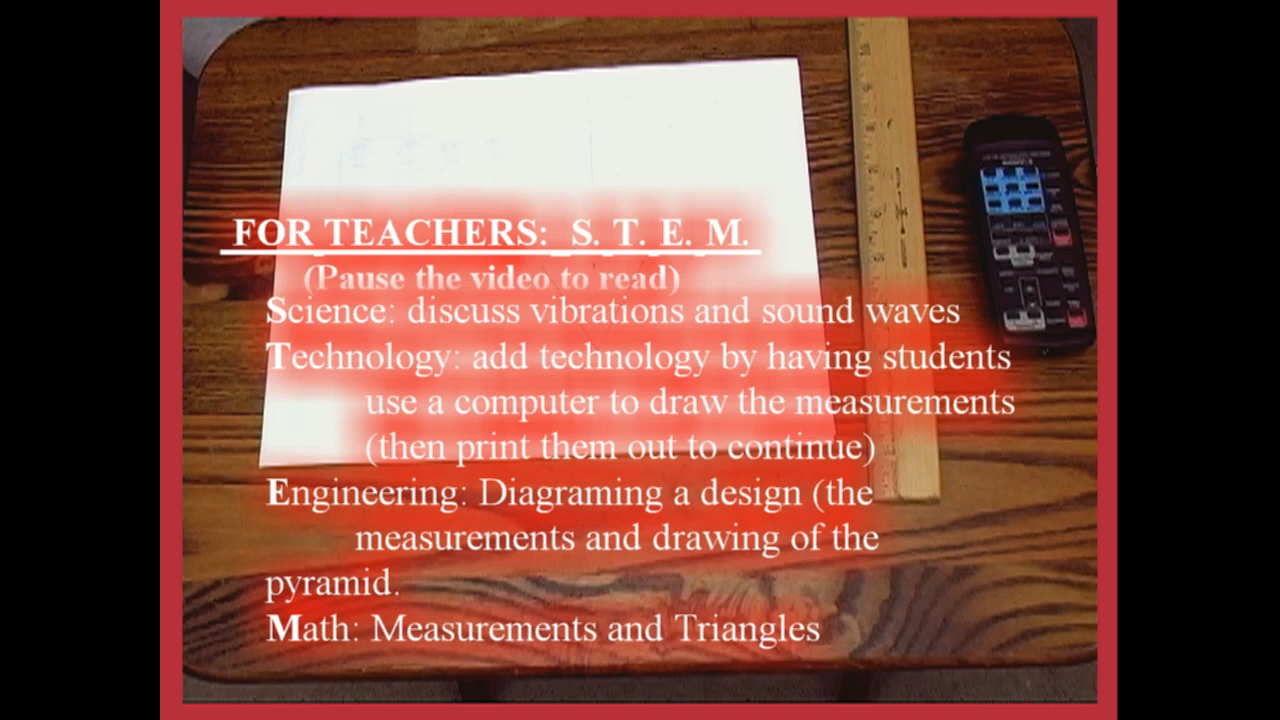 FOR TEACHERS: S. T. E. M.
(Pause the video to read)
Science: discuss vibrations and sound waves
Technology: add technology by having students
use a computer to draw the measurements
(then print them out to continue)
Engineering: Diagraming a design (the
measurements and drawing of the
pyramid.
Math: Measurements and Triangles